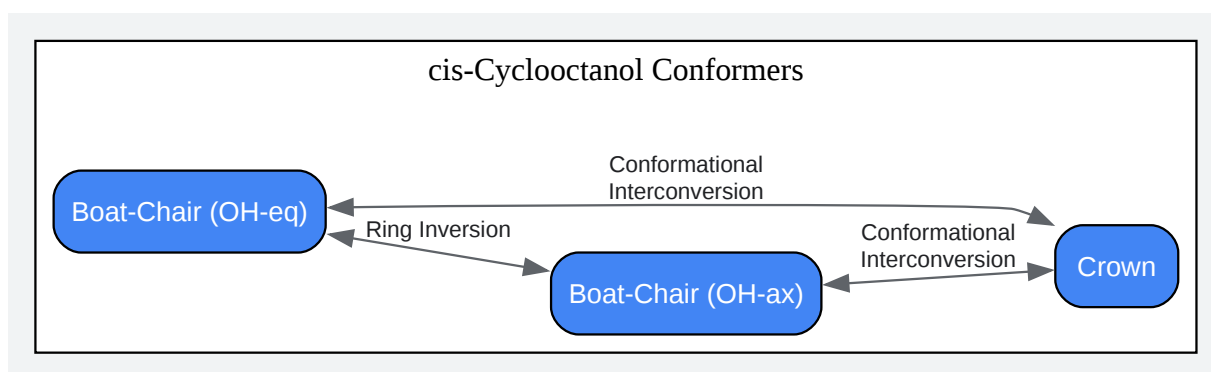 cis-Cyclooctanol Conformers
Conformational
Interconversion
Boat-Chair (OH-eq)
Ring Inversion
Conformational
Interconversion
Boat-Chair (OH-ax)
Crown